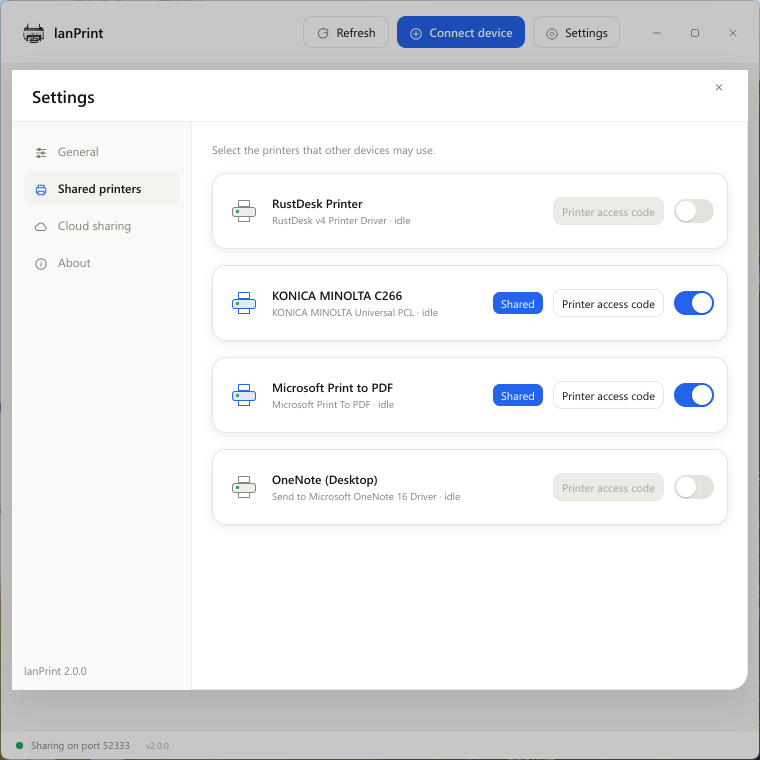 lanPrint
Refresh
Connect device
Settings
Settings
General
Shared printers
Cloud sharing
About
Select the printers that other devices may use.
RustDesk Printer
RustDesk v4 Printer Driver · idle
Printer access code
KONICA MINOLTA C266
KONICA MINOLTA Universal PCL · idle
Shared
Printer access code
Microsoft Print to PDF
Microsoft Print To PDF · idle
Shared
Printer access code
OneNote (Desktop)
Send to Microsoft OneNote 16 Driver · idle
Printer access code
lanPrint 2.0.0
Sharing on port 52333
v2.0.0